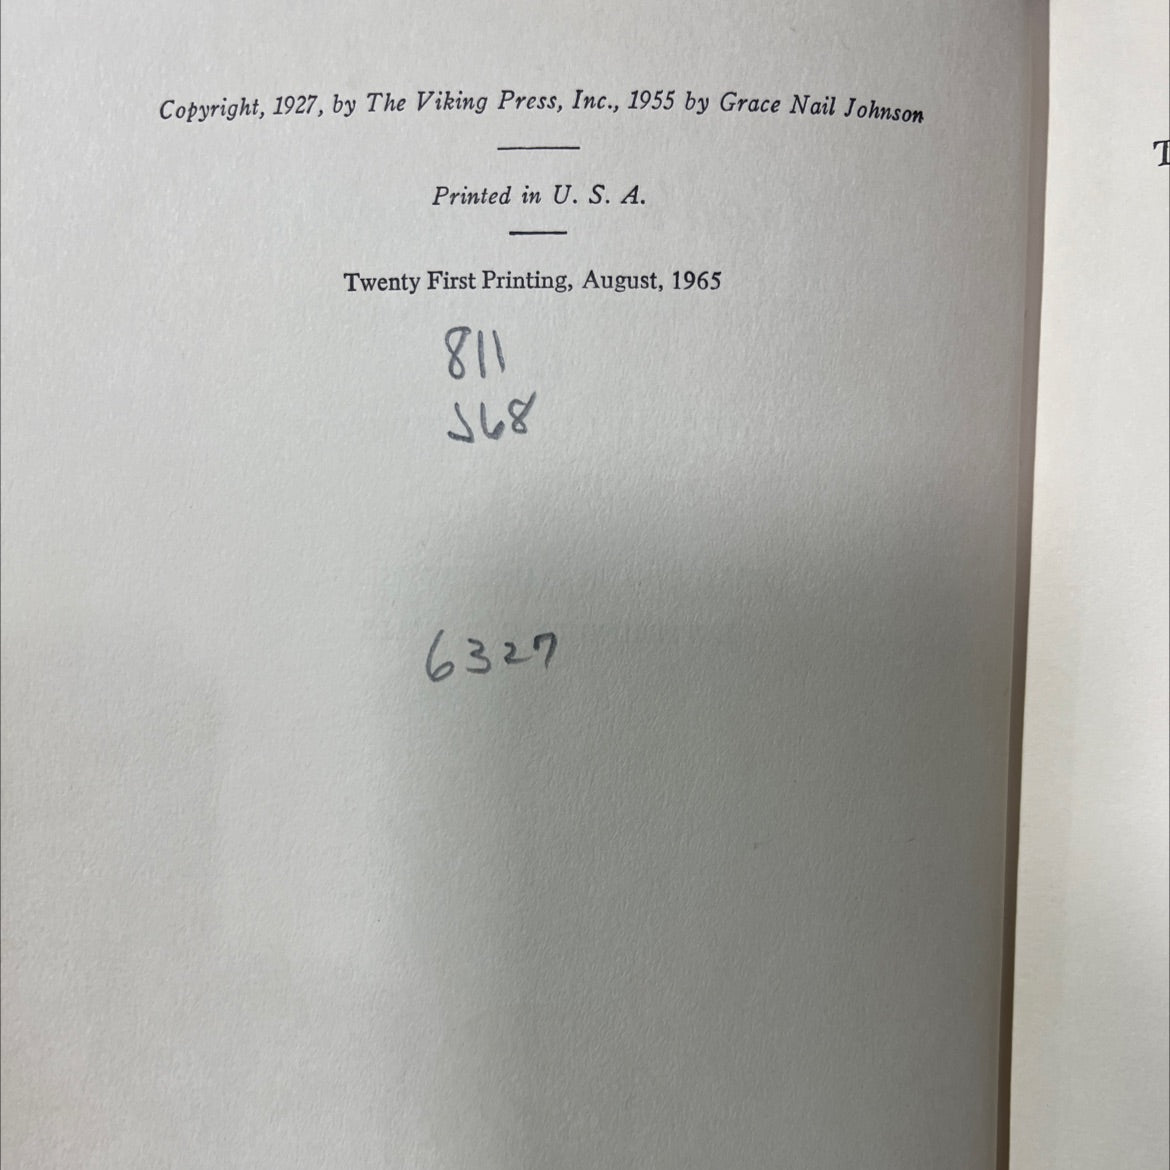 Copyright, 1927, by The Viking Press, Inc., 1955 by Grace Nail Johnson
Printed in U. S. A.
Twenty First Printing, August, 1965
811
J68
6327
T